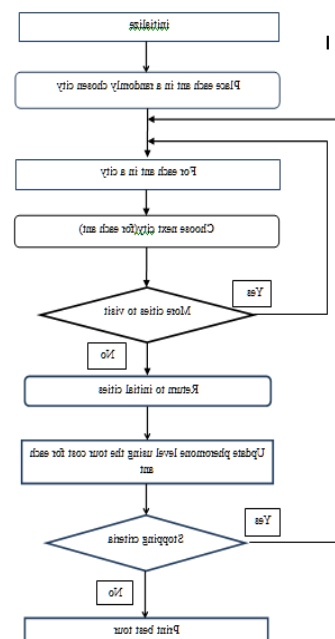 initialize
Place each ant in a randomly chosen city
For each ant in a city
Choose next city(for each ant)
More cities to visit
Yes
No
Return to initial cities
Update pheromone level using the tour cost for each
ant
Stopping criteria
Yes
No
Print best tour